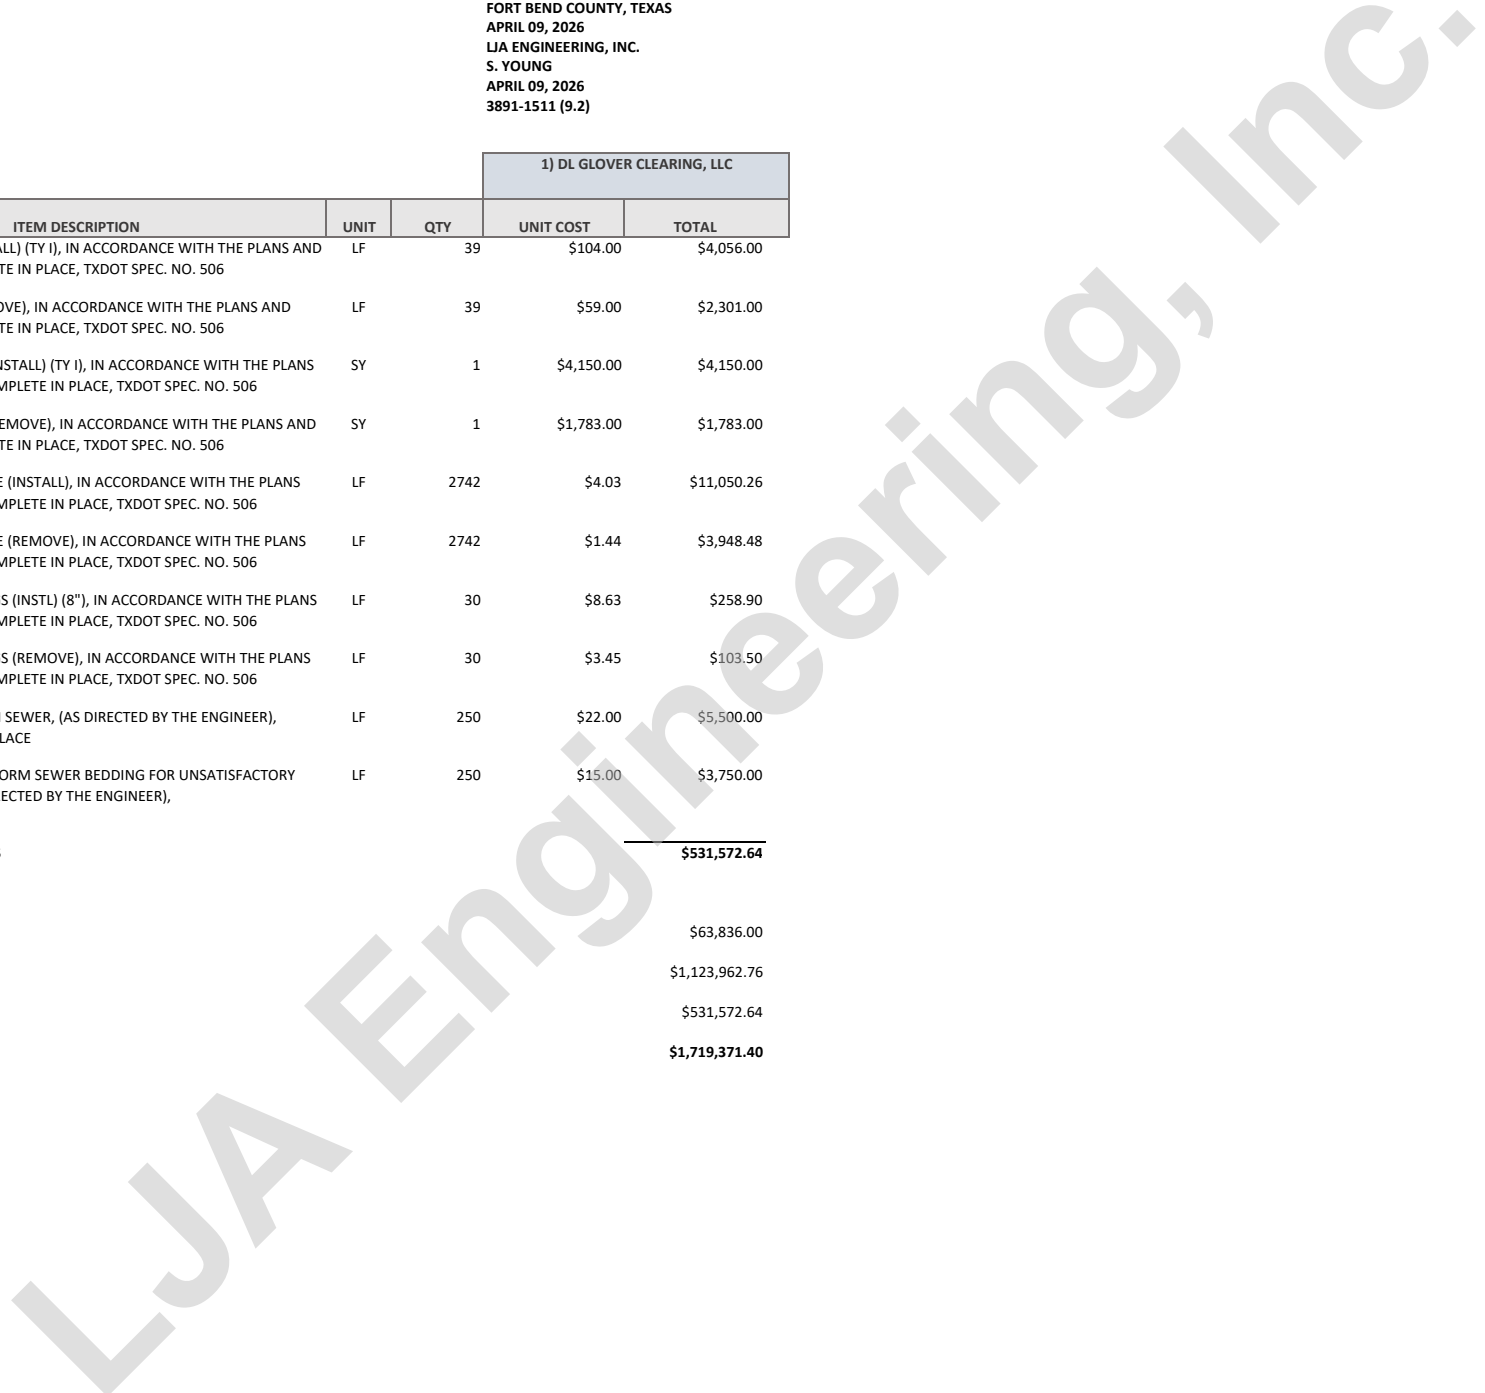 FORT BEND COUNTY, TEXAS
APRIL 09, 2026
LJA ENGINEERING, INC.
S. YOUNG
APRIL 09, 2026
3891-1511 (9.2)
1) DL GLOVER CLEARING, LLC
ITEM DESCRIPTION UNIT QTY UNIT COST TOTAL
ALL) (TY I), IN ACCORDANCE WITH THE PLANS AND LF 39 $104.00 $4,056.00
TE IN PLACE, TXDOT SPEC. NO. 506
OVE), IN ACCORDANCE WITH THE PLANS AND LF 39 $59.00 $2,301.00
TE IN PLACE, TXDOT SPEC. NO. 506
NSTALL) (TY I), IN ACCORDANCE WITH THE PLANS SY 1 $4,150.00 $4,150.00
MPLETE IN PLACE, TXDOT SPEC. NO. 506
EMOVE), IN ACCORDANCE WITH THE PLANS AND SY 1 $1,783.00 $1,783.00
TE IN PLACE, TXDOT SPEC. NO. 506
E (INSTALL), IN ACCORDANCE WITH THE PLANS LF 2742 $4.03 $11,050.26
MPLETE IN PLACE, TXDOT SPEC. NO. 506
E (REMOVE), IN ACCORDANCE WITH THE PLANS LF 2742 $1.44 $3,948.48
MPLETE IN PLACE, TXDOT SPEC. NO. 506
S (INSTL) (8"), IN ACCORDANCE WITH THE PLANS LF 30 $8.63 $258.90
MPLETE IN PLACE, TXDOT SPEC. NO. 506
S (REMOVE), IN ACCORDANCE WITH THE PLANS LF 30 $3.45 $103.50
MPLETE IN PLACE, TXDOT SPEC. NO. 506
SEWER, (AS DIRECTED BY THE ENGINEER), LF 250 $22.00 $5,500.00
LACE
ORM SEWER BEDDING FOR UNSATISFACTORY LF 250 $15.00 $3,750.00
ECTED BY THE ENGINEER),
$531,572.64
$63,836.00
$1,123,962.76
$531,572.64
$1,719,371.40
LJA Engineering, Inc.